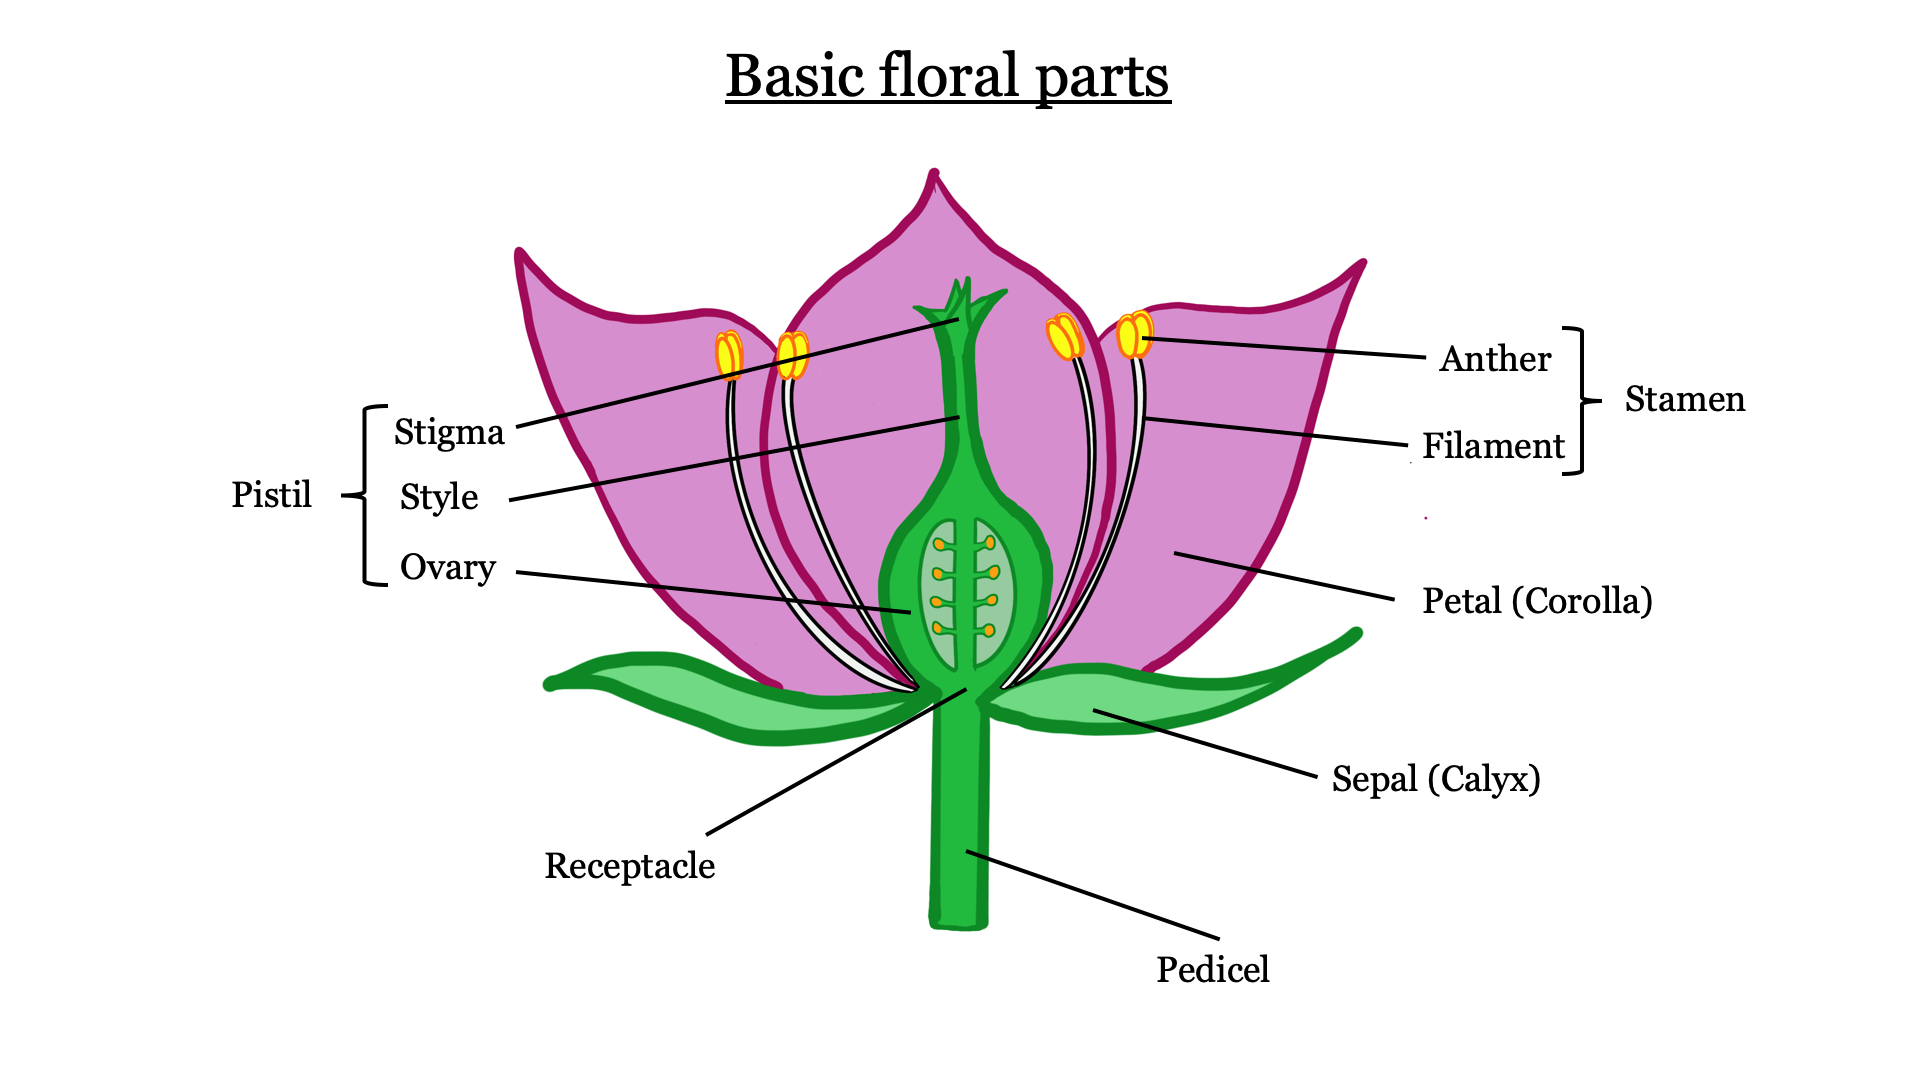 Basic floral parts
Anther
Stamen
Stigma
Filament
Pistil
Style
Ovary
Petal (Corolla)
Sepal (Calyx)
Receptacle
Pedicel